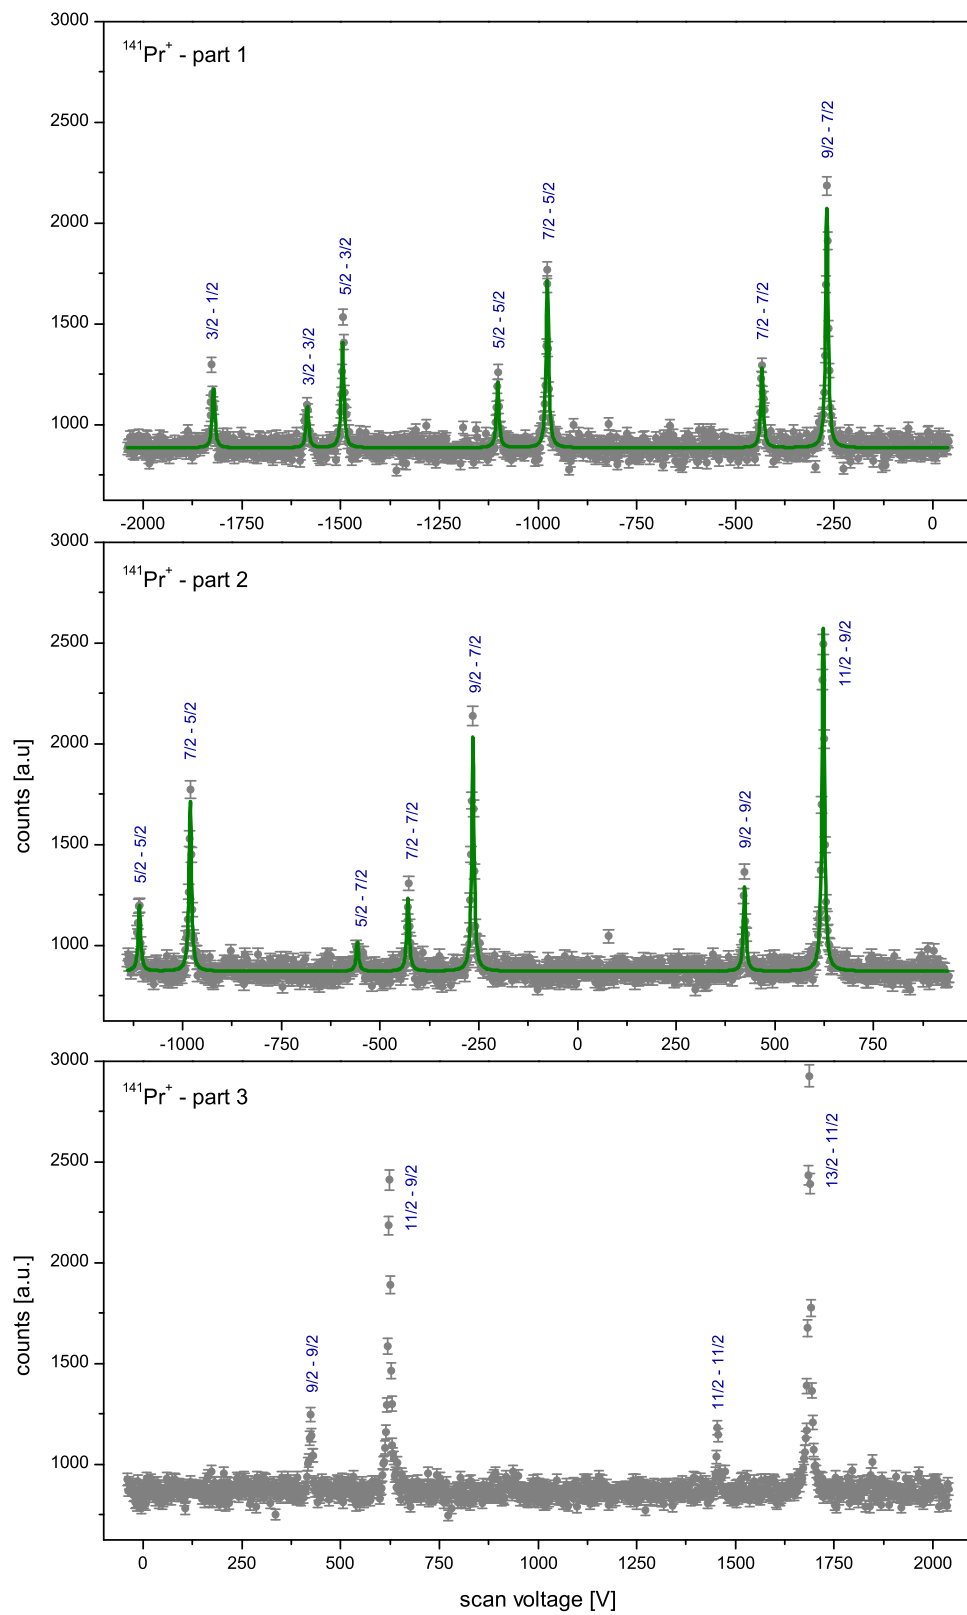 3000
¹⁴¹Pr⁺ - part 1
2500
2000
1500
1000
3/2 - 1/2
3/2 - 3/2
5/2 - 3/2
5/2 - 5/2
7/2 - 5/2
7/2 - 7/2
9/2 - 7/2
-2000 -1750 -1500 -1250 -1000 -750 -500 -250 0
3000
¹⁴¹Pr⁺ - part 2
2500
2000
1500
1000
counts [a.u]
5/2 - 5/2
7/2 - 5/2
5/2 - 7/2
7/2 - 7/2
9/2 - 7/2
9/2 - 9/2
11/2 - 9/2
-1000 -750 -500 -250 0 250 500 750
3000
¹⁴¹Pr⁺ - part 3
2500
2000
1500
1000
counts [a.u.]
9/2 - 9/2
11/2 - 9/2
11/2 - 11/2
13/2 - 11/2
0 250 500 750 1000 1250 1500 1750 2000
scan voltage [V]